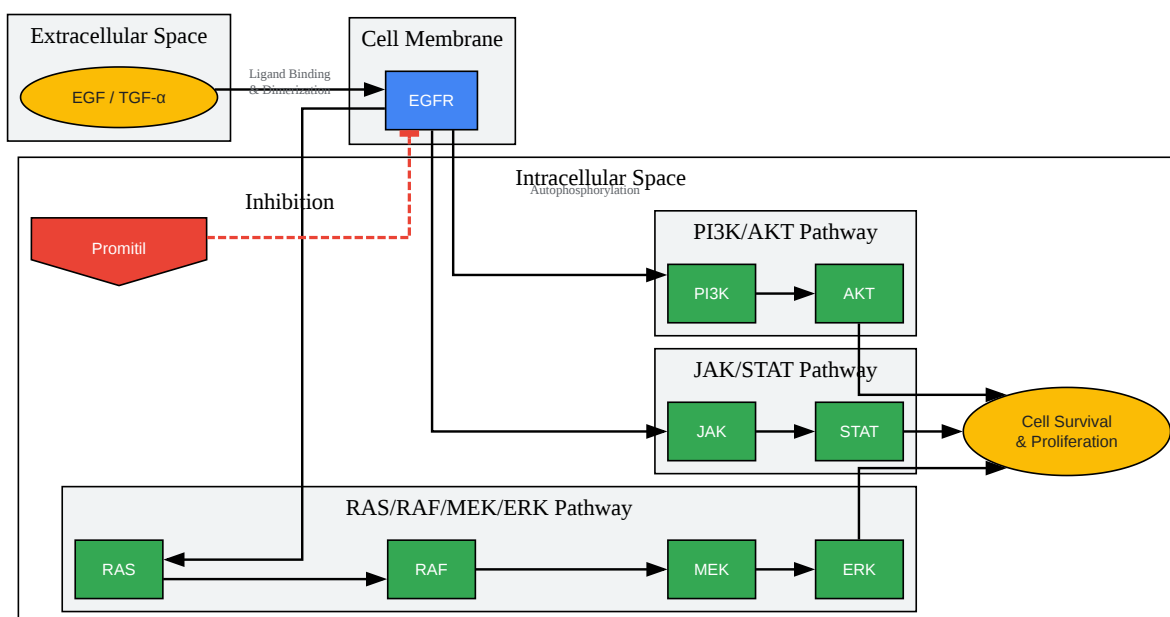 Extracellular Space
EGF / TGF-α
Ligand Binding
& Dimerization
Cell Membrane
EGFR
Intracellular Space
Autophosphorylation
Inhibition
Promitil
PI3K/AKT Pathway
PI3K
AKT
JAK/STAT Pathway
JAK
STAT
Cell Survival
& Proliferation
RAS/RAF/MEK/ERK Pathway
RAS
RAF
MEK
ERK